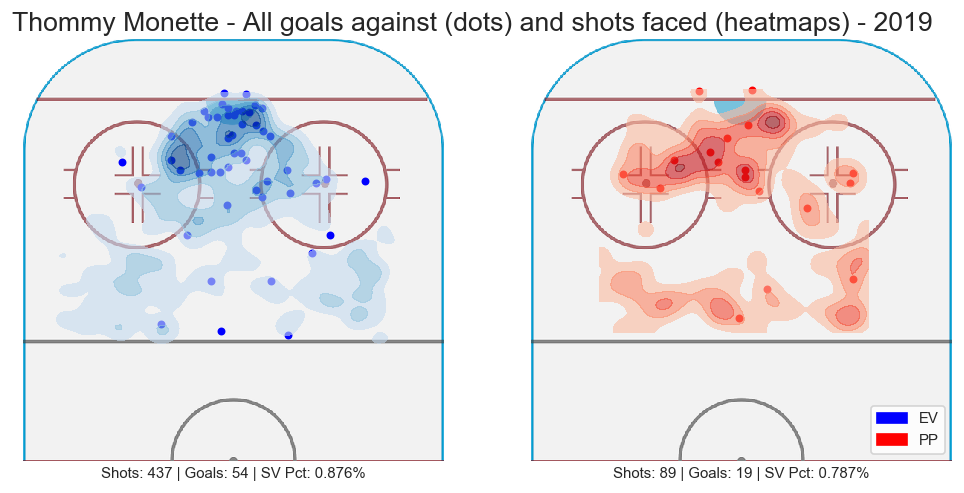 Thommy Monette - All goals against (dots) and shots faced (heatmaps) - 2019
EV
PP
Shots: 437 | Goals: 54 | SV Pct: 0.876%
Shots: 89 | Goals: 19 | SV Pct: 0.787%